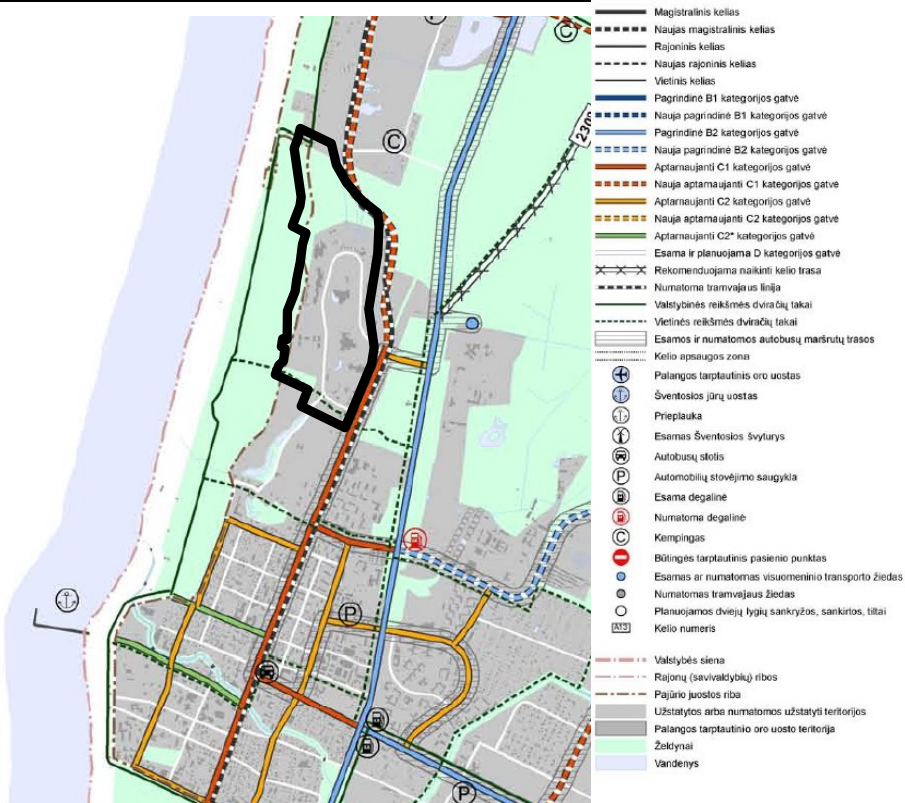 Magistralinis kelias
Naujas magistralinis kelias
Rajoninis kelias
Naujas rajoninis kelias
Vietinis kelias
Pagrindinė B1 kategorijos gatvė
Nauja pagrindinė B1 kategorijos gatvė
Pagrindinė B2 kategorijos gatvė
Nauja pagrindinė B2 kategorijos gatvė
Aptarnaujanti C1 kategorijos gatvė
Nauja aptarnaujanti C1 kategorijos gatvė
Aptarnaujanti C2 kategorijos gatvė
Nauja aptarnaujanti C2 kategorijos gatvė
Aptarnaujanti C2* kategorijos gatvė
Esama ir planuojama D kategorijos gatvė
Rekomenduojama naikinti kelio trasa
Numatoma tramvajaus linija
Valstybinės reikšmės dviračių takai
Vietinės reikšmės dviračių takai
Esamos ir numatomos autobusų maršrutų trasos
Kelio apsaugos zona
Palangos tarptautinis oro uostas
Šventosios jūrų uostas
Prieplauka
Esamas Šventosios švyturys
Autobusų stotis
P Automobilių stovėjimo saugykla
Esama degalinė
Numatoma degalinė
C Kempingas
Būtingės tarptautinis pasienio punktas
Esamas ar numatomas visuomeninio transporto žiedas
Numatomas tramvajaus žiedas
Planuojamos dviejų lygių sankryžos, sankirtos, tiltai
A13 Kelio numeris
Valstybės siena
Rajonų (savivaldybių) ribos
Pajūrio juostos riba
Užstatytos arba numatomos užstatyti teritorijos
Palangos tarptautinio oro uosto teritorija
Želdynai
Vandenys
P
C
C
P
P